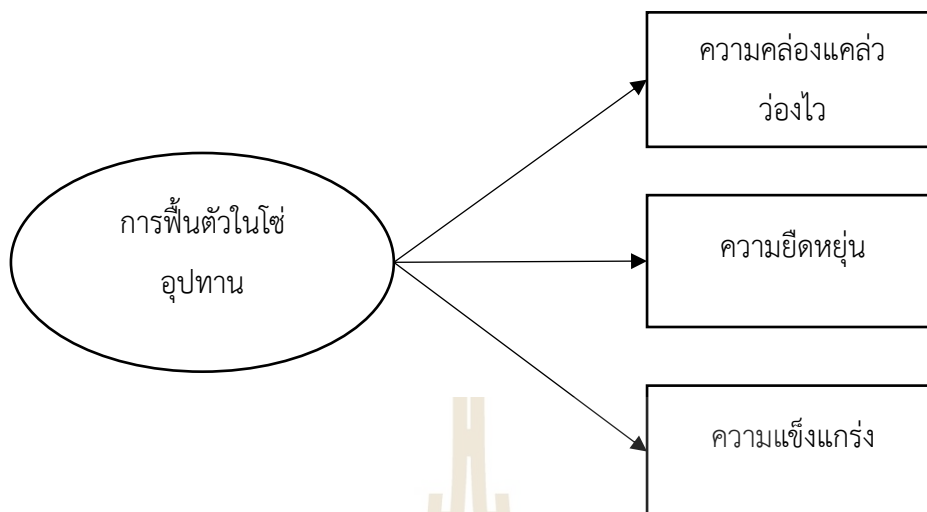 ความคล่องแคล่ว
ว่องไว
การฟื้นตัวในโซ่
อุปทาน
ความยืดหยุ่น
ความแข็งแกร่ง